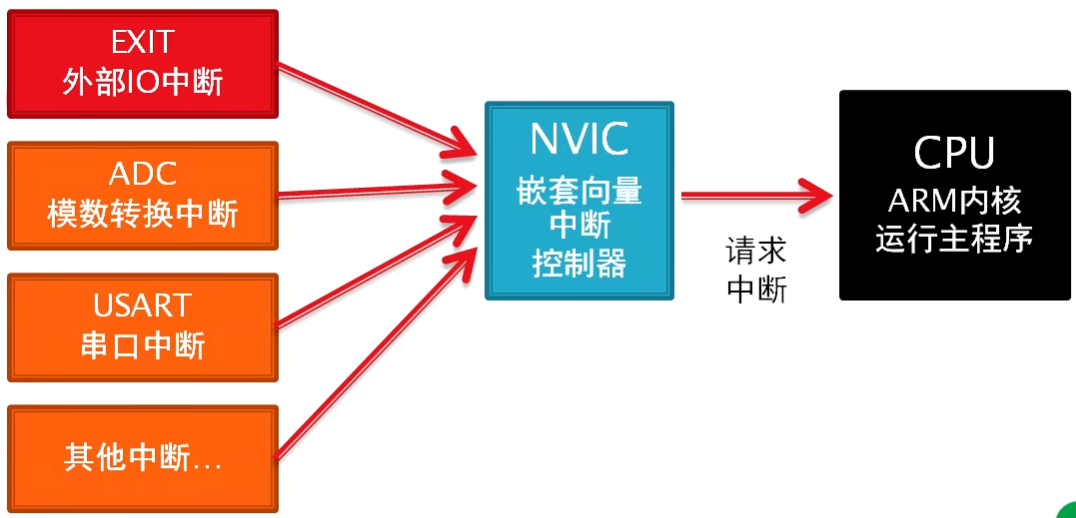 EXIT
外部IO中断
ADC
模数转换中断
USART
串口中断
其他中断...
NVIC
嵌套向量
中断
控制器
请求
中断
CPU
ARM内核
运行主程序